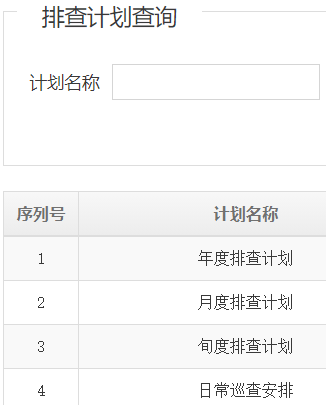 排查计划查询
计划名称
序列号 计划名称
1 年度排查计划
2 月度排查计划
3 旬度排查计划
4 日常巡查安排